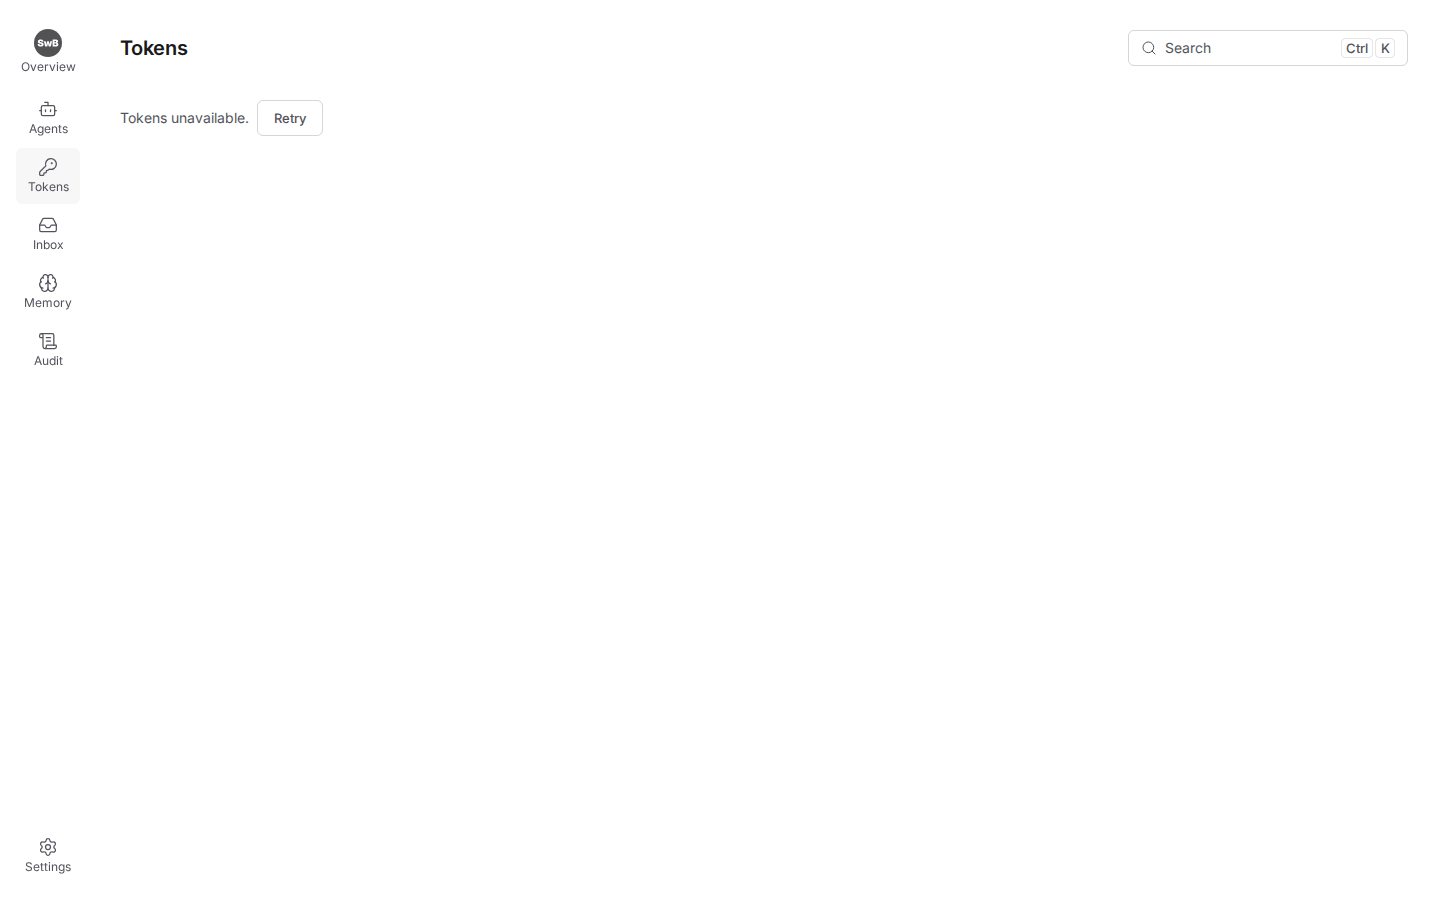 SwB
Overview
Agents
Tokens
Inbox
Memory
Audit
Settings
Tokens
Search Ctrl K
Tokens unavailable. Retry